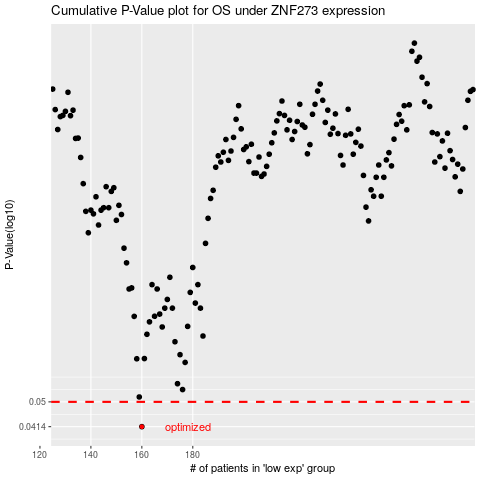 Cumulative P-Value plot for OS under ZNF273 expression
P-Value(log10)
0.05
0.0414
optimized
120 140 160 180
# of patients in 'low exp' group